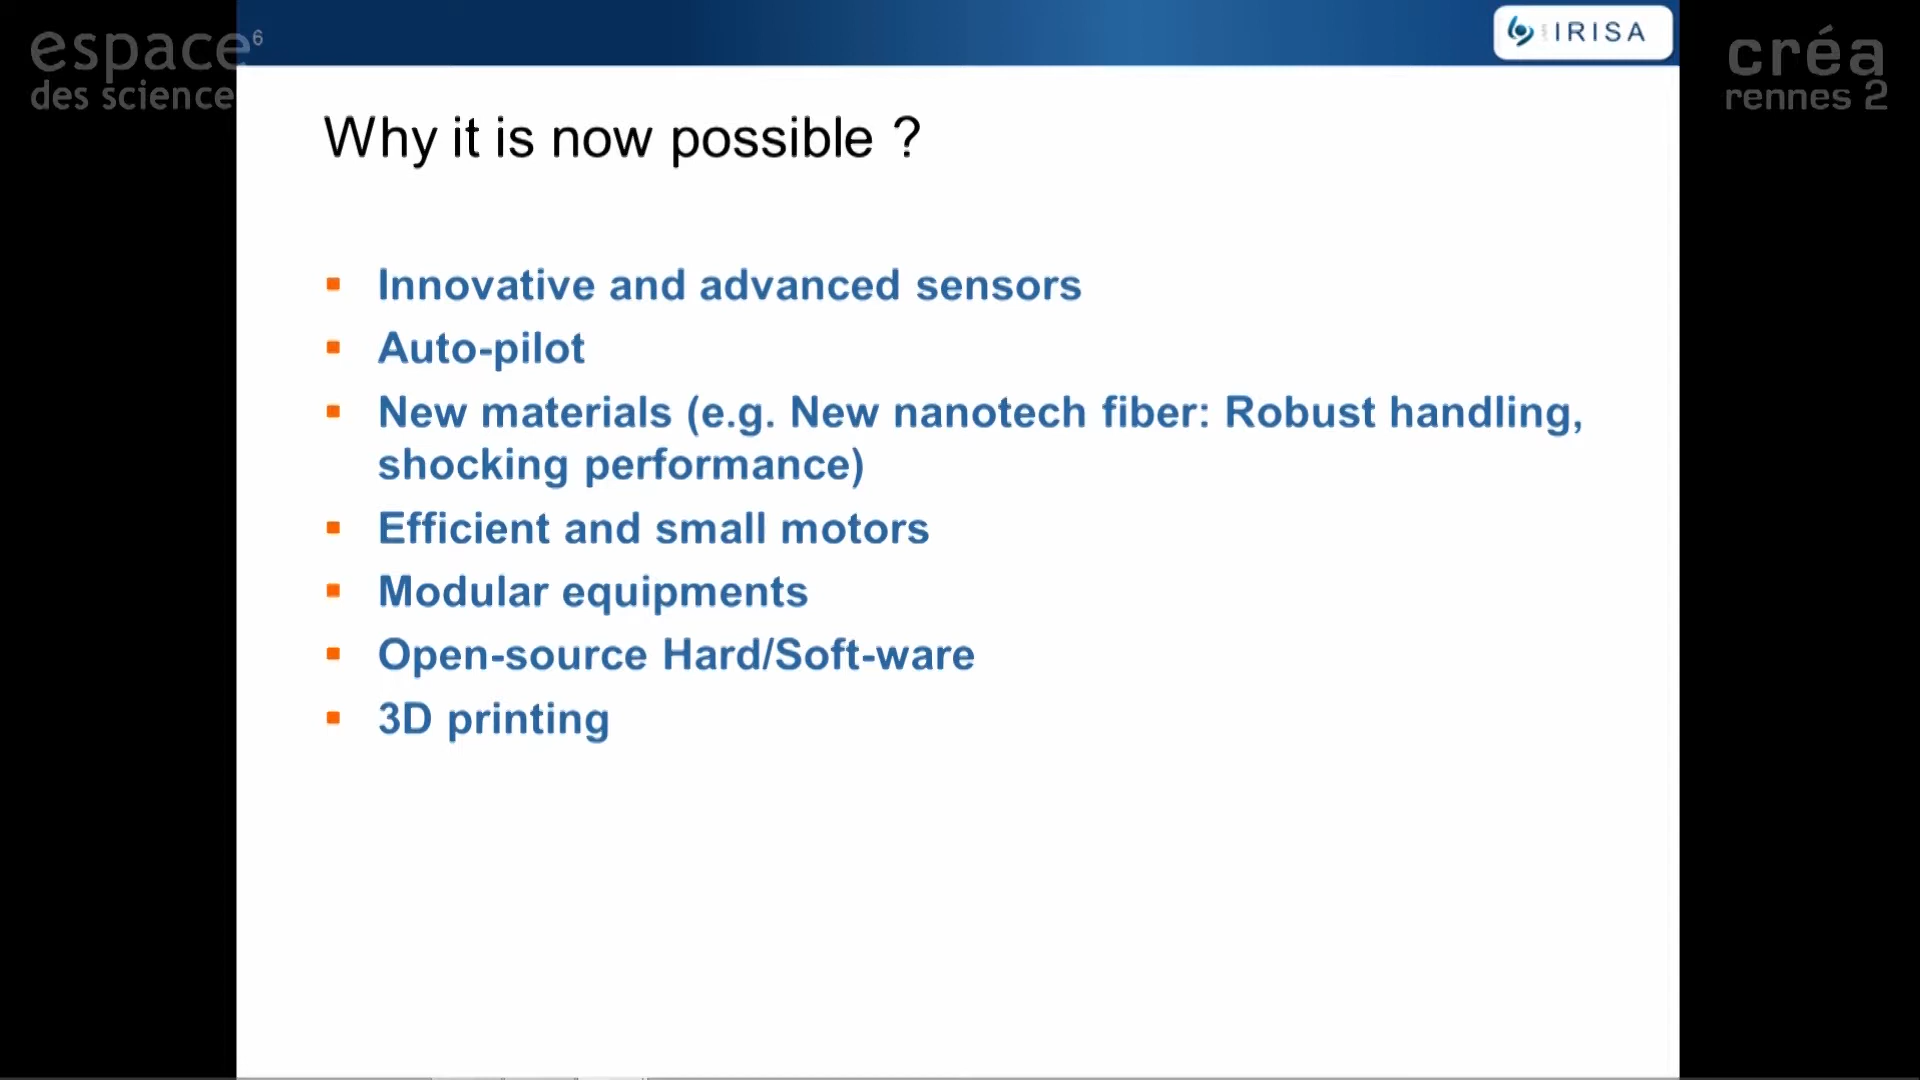 espace
des science
6
IRISA
créa
rennes 2
Why it is now possible ?
Innovative and advanced sensors
Auto-pilot
New materials (e.g. New nanotech fiber: Robust handling,
shocking performance)
Efficient and small motors
Modular equipments
Open-source Hard/Soft-ware
3D printing